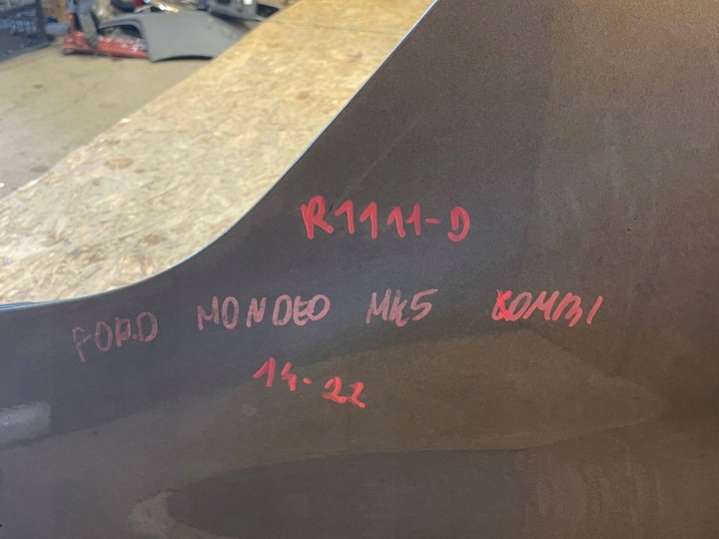 R1111-D
FORD MONDEO MK5 KOMBI
14-22